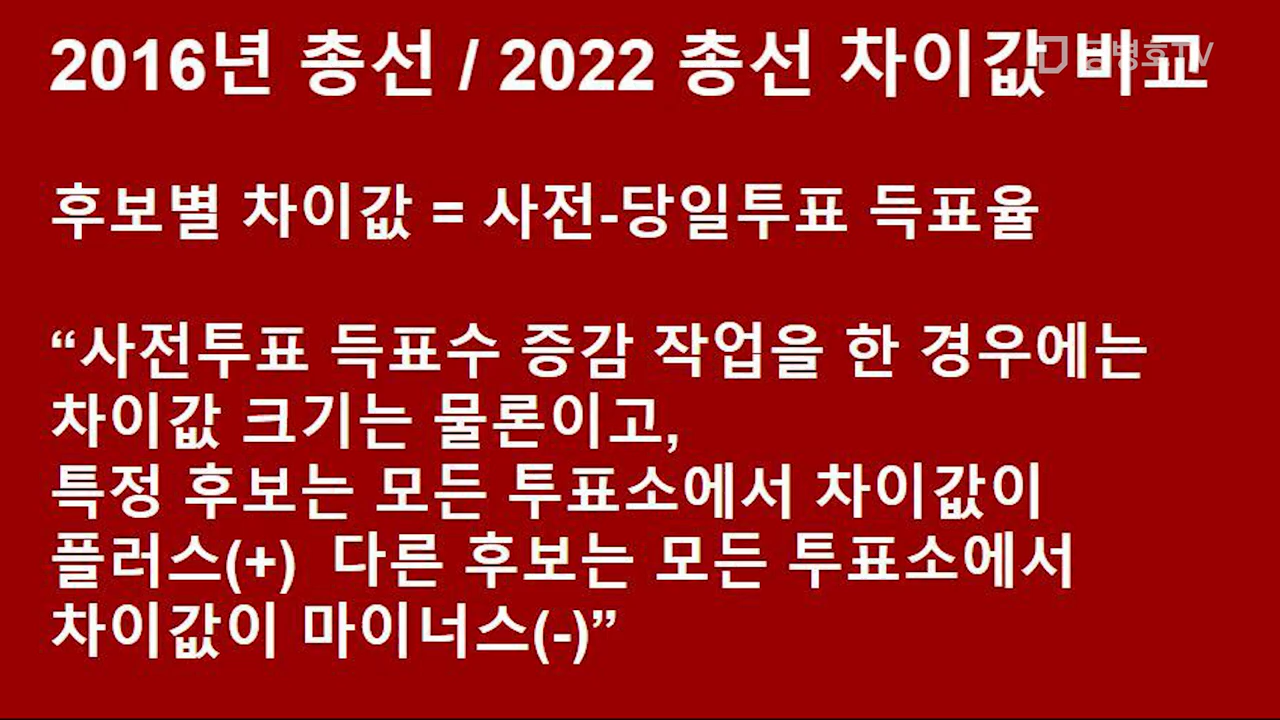 2016년 총선 / 2022 총선 차이값 비교
병호TV
후보별 차이값 = 사전-당일투표 득표율
“사전투표 득표수 증감 작업을 한 경우에는
차이값 크기는 물론이고,
특정 후보는 모든 투표소에서 차이값이
플러스(+) 다른 후보는 모든 투표소에서
차이값이 마이너스(-)”